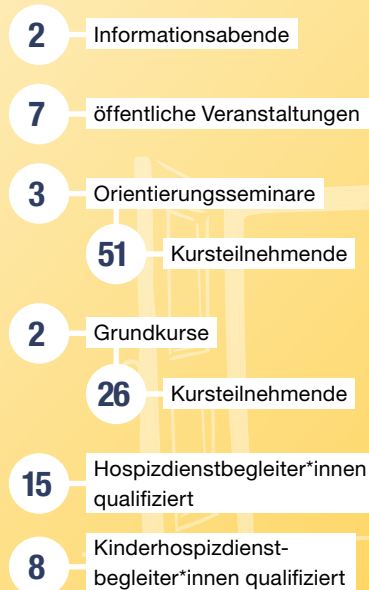 2 Informationsabende
7 öffentliche Veranstaltungen
3 Orientierungsseminare
51 Kursteilnehmende
2 Grundkurse
26 Kursteilnehmende
15 Hospizdienstbegleiter*innen
qualifiziert
8 Kinderhospizdienst-
begleiter*innen qualifiziert